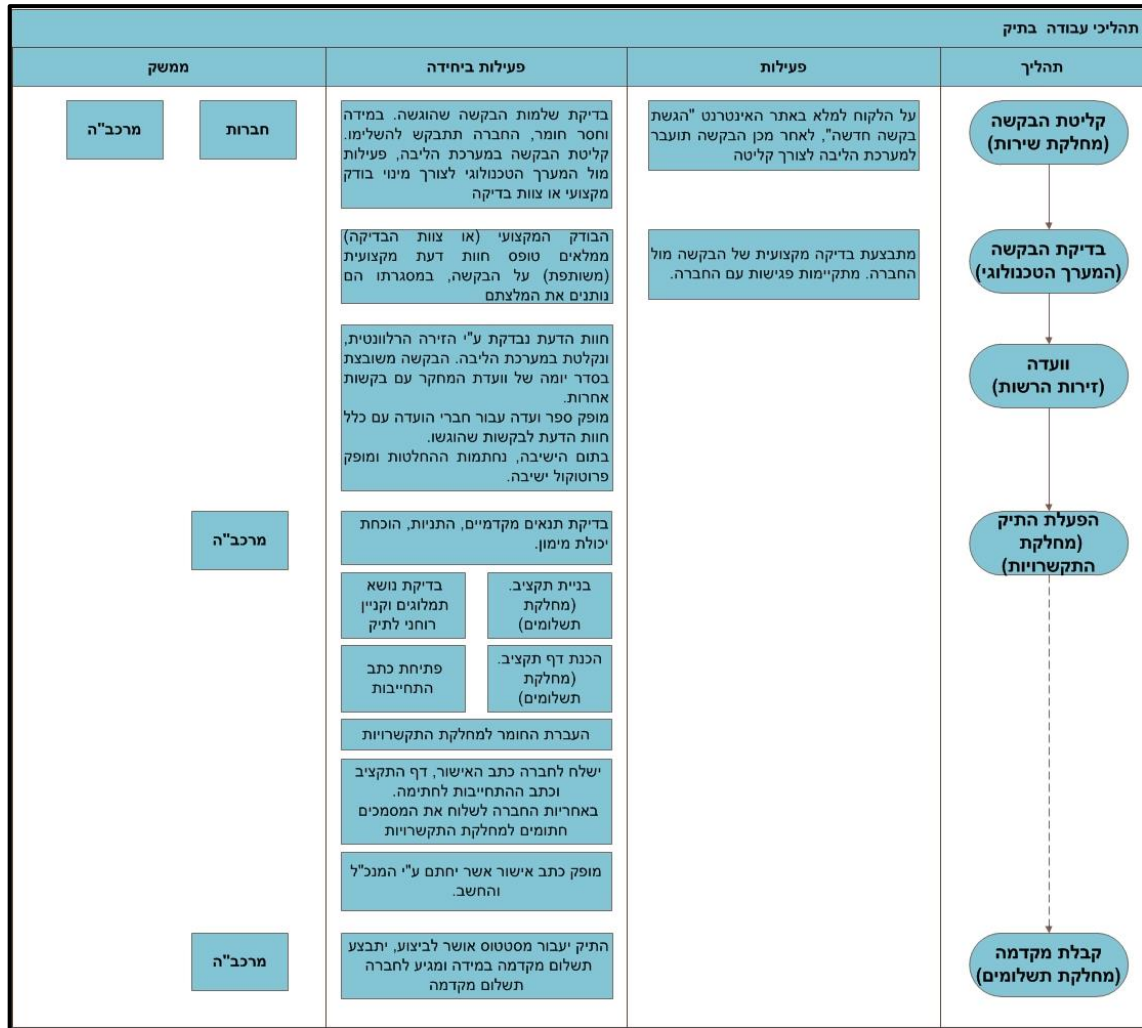 תהליכי עבודה בתיק
תהליך
פעילות
פעילות ביחידה
ממשק
קליטת הבקשה
(מחלקת שירות)
על הלקוח למלא באתר האינטרנט "הגשת
בקשה חדשה", לאחר מכן הבקשה תועבר
למערכת הליבה לצורך קליטה
בדיקת שלמות הבקשה שהוגשה. במידה
וחסר חומר, החברה תתבקש להשלימו.
קליטת הבקשה במערכת הליבה, פעילות
מול המערך הטכנולוגי לצורך מינוי בודק
מקצועי או צוות בדיקה
חברות
מרכב"ה
בדיקת הבקשה
(המערך הטכנולוגי)
מתבצעת בדיקה מקצועית של הבקשה מול
החברה. מתקיימות פגישות עם החברה.
הבודק המקצועי (או צוות הבדיקה)
ממלאים טופס חוות דעת מקצועית
(משותפת) על הבקשה, במסגרתו הם
נותנים את המלצתם
וועדה
(זירות הרשות)
חוות הדעת נבדקת ע"י הזירה הרלוונטית,
ונקלטת במערכת הליבה. הבקשה משובצת
בסדר יומה של וועדת המחקר עם בקשות
אחרות.
מופק ספר ועדה עבור חברי הועדה עם כלל
חוות הדעת לבקשות שהוגשו.
בתום הישיבה, נחתמות ההחלטות ומופק
פרוטוקול ישיבה.
הפעלת התיק
(מחלקת
התקשרויות)
בדיקת תנאים מקדמיים, התניות, הוכחת
יכולת מימון.
מרכב"ה
בניית תקציב.
(מחלקת
תשלומים)
בדיקת נושא
תמלוגים וקניין
רוחני לתיק
הכנת דף תקציב.
(מחלקת
תשלומים)
פתיחת כתב
התחייבות
העברת החומר למחלקת התקשרויות
ישלח לחברה כתב האישור, דף התקציב
וכתב ההתחייבות לחתימה.
באחריות החברה לשלוח את המסמכים
חתומים למחלקת התקשרויות
מופק כתב אישור אשר יחתם ע"י המנכ"ל
והחשב.
קבלת מקדמה
(מחלקת תשלומים)
התיק יעבור מסטטוס אושר לביצוע, יתבצע
תשלום מקדמה במידה ומגיע לחברה
תשלום מקדמה
מרכב"ה